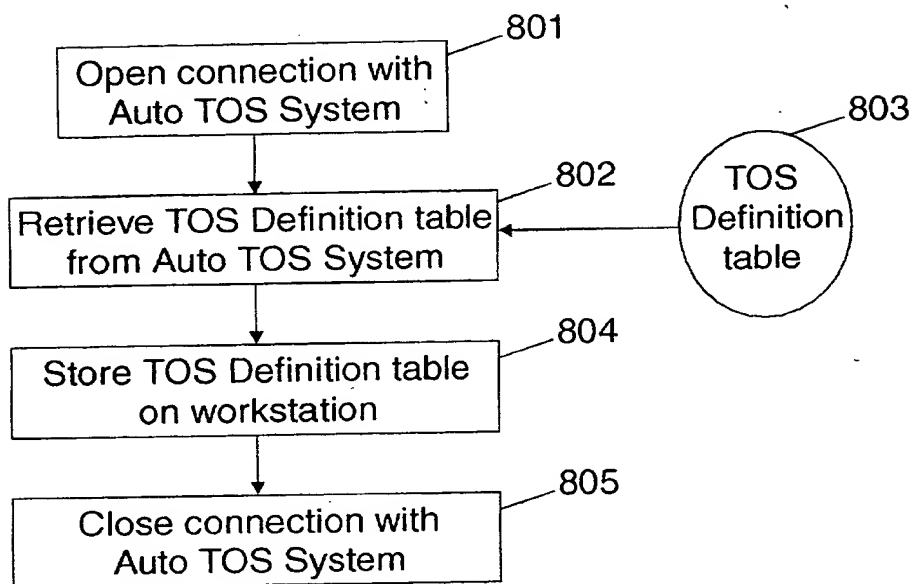 801
Open connection with
Auto TOS System
803
TOS
Definition
table
802
Retrieve TOS Definition table
from Auto TOS System
804
Store TOS Definition table
on workstation
805
Close connection with
Auto TOS System